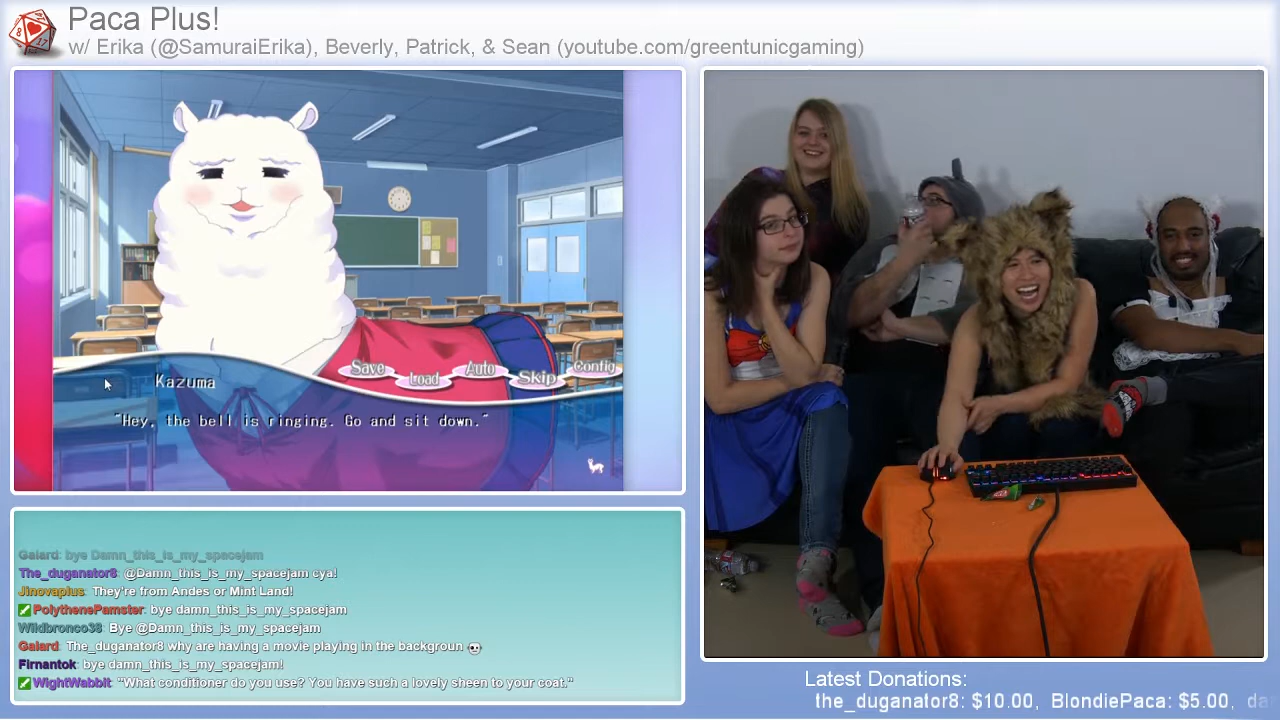 Paca Plus!
w/ Erika (@SamuraiErika), Beverly, Patrick, & Sean (youtube.com/greentunicgaming)
Save
Load
Auto
Skip
Config
Kazuma
"Hey, the bell is ringing. Go and sit down."
Galard: bye Damn_this_is_my_spacejam
The_duganator8: @Damn_this_is_my_spacejam cya!
Jinovapius: They're from Andes or Mint Land!
PolythenePamster: bye damn_this_is_my_spacejam
Wildbronco38: Bye @Damn_this_is_my_spacejam
Galard: The_duganator8 why are having a movie playing in the backgroun
Firnantok: bye damn_this_is_my_spacejam!
WightWabbit: "What conditioner do you use? You have such a lovely sheen to your coat."
Latest Donations:
the_duganator8: $10.00, BlondiePaca: $5.00, da